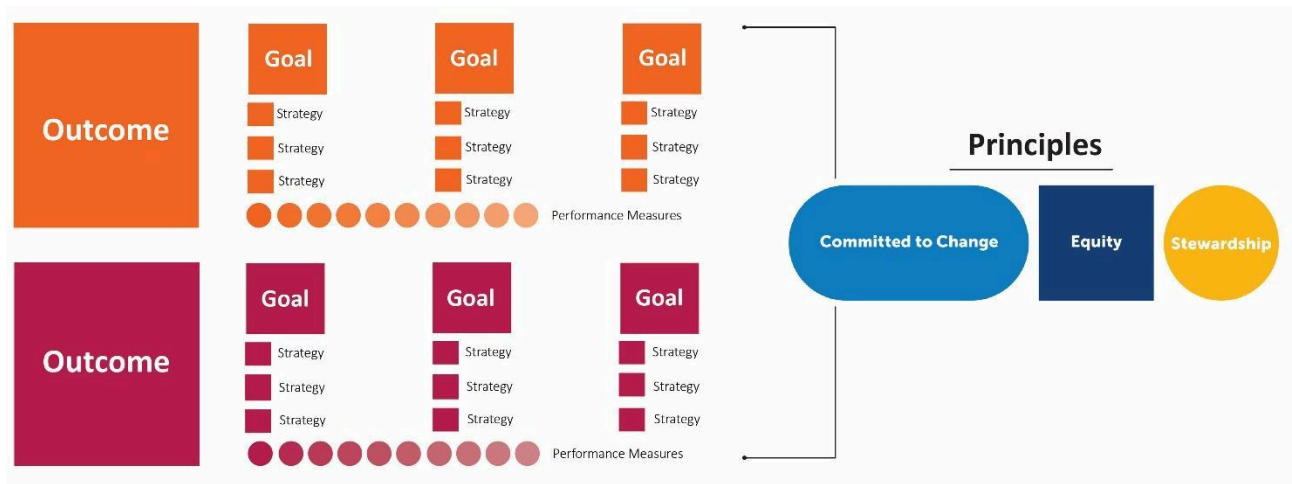 Outcome
Goal
Goal
Goal
Strategy
Strategy
Strategy
Strategy
Strategy
Strategy
Strategy
Strategy
Strategy
Performance Measures
Outcome
Goal
Goal
Goal
Strategy
Strategy
Strategy
Strategy
Strategy
Strategy
Strategy
Strategy
Strategy
Performance Measures
Principles
Committed to Change
Equity
Stewardship